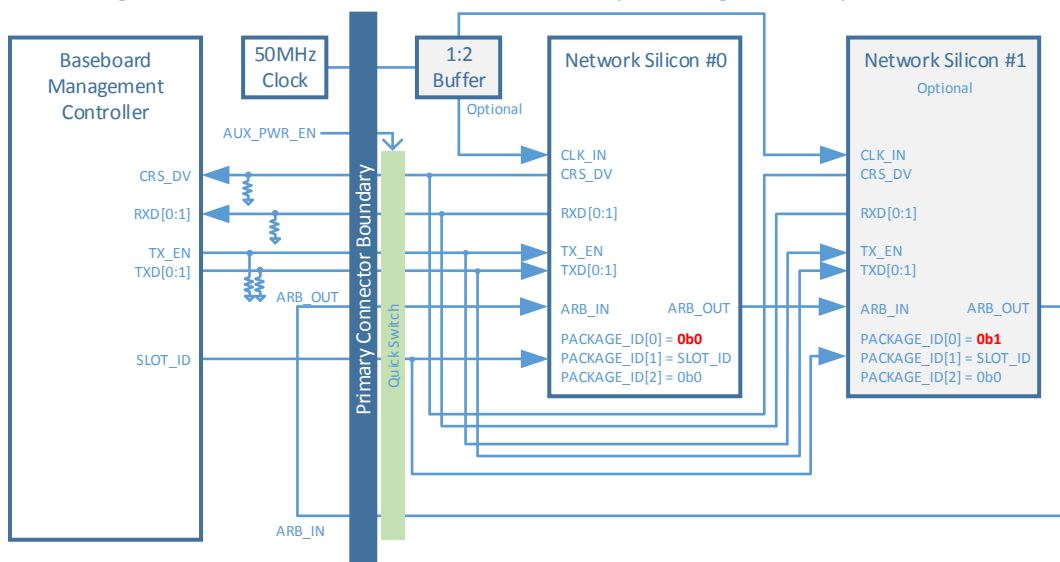 Baseboard
Management
Controller
50MHz
Clock
1:2
Buffer
Optional
Network Silicon #0
Network Silicon #1
Optional
AUX_PWR_EN
CRS_DV
RXD[0:1]
TX_EN
TXD[0:1]
ARB_OUT
SLOT_ID
ARB_IN
Primary Connector Boundary
QuickSwitch
CLK_IN
CRS_DV
RXD[0:1]
TX_EN
TXD[0:1]
ARB_IN
ARB_OUT
PACKAGE_ID[0] = 0b0
PACKAGE_ID[1] = SLOT_ID
PACKAGE_ID[2] = 0b0
CLK_IN
CRS_DV
RXD[0:1]
TX_EN
TXD[0:1]
ARB_IN
ARB_OUT
PACKAGE_ID[0] = 0b1
PACKAGE_ID[1] = SLOT_ID
PACKAGE_ID[2] = 0b0